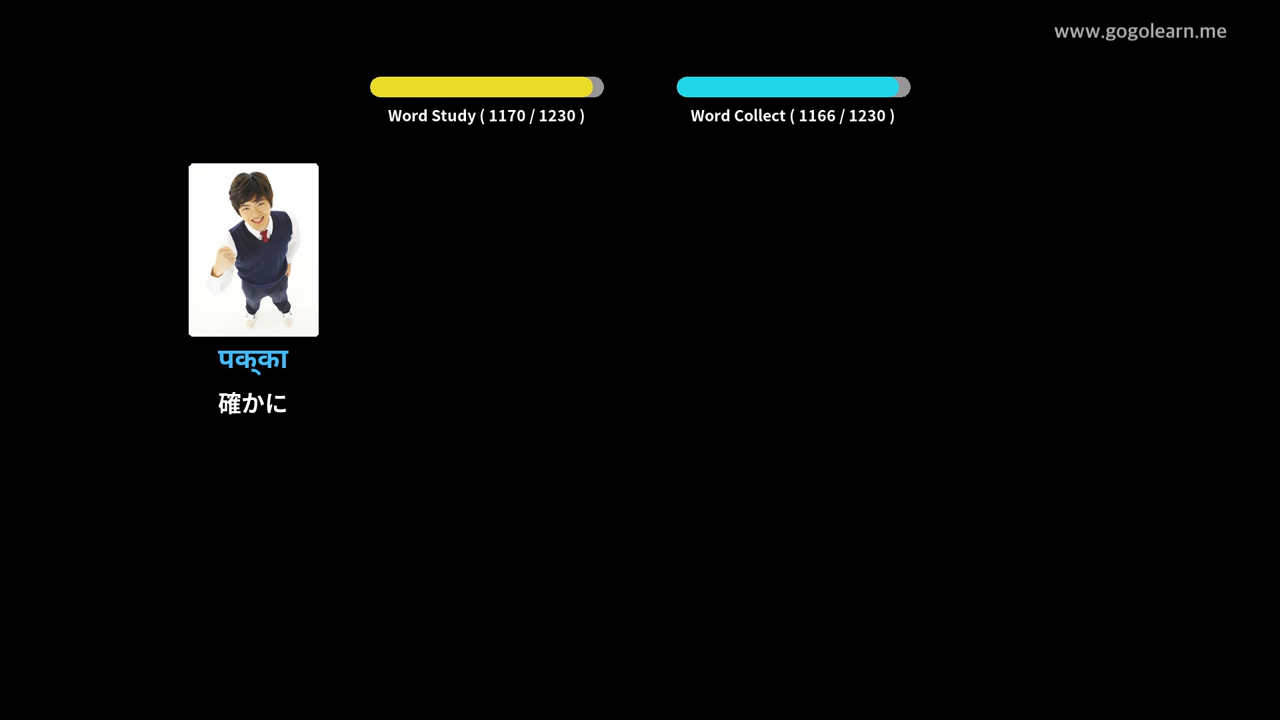 www.gogolearn.me
Word Study ( 1170 / 1230 )
Word Collect ( 1166 / 1230 )
पक्का
確かに